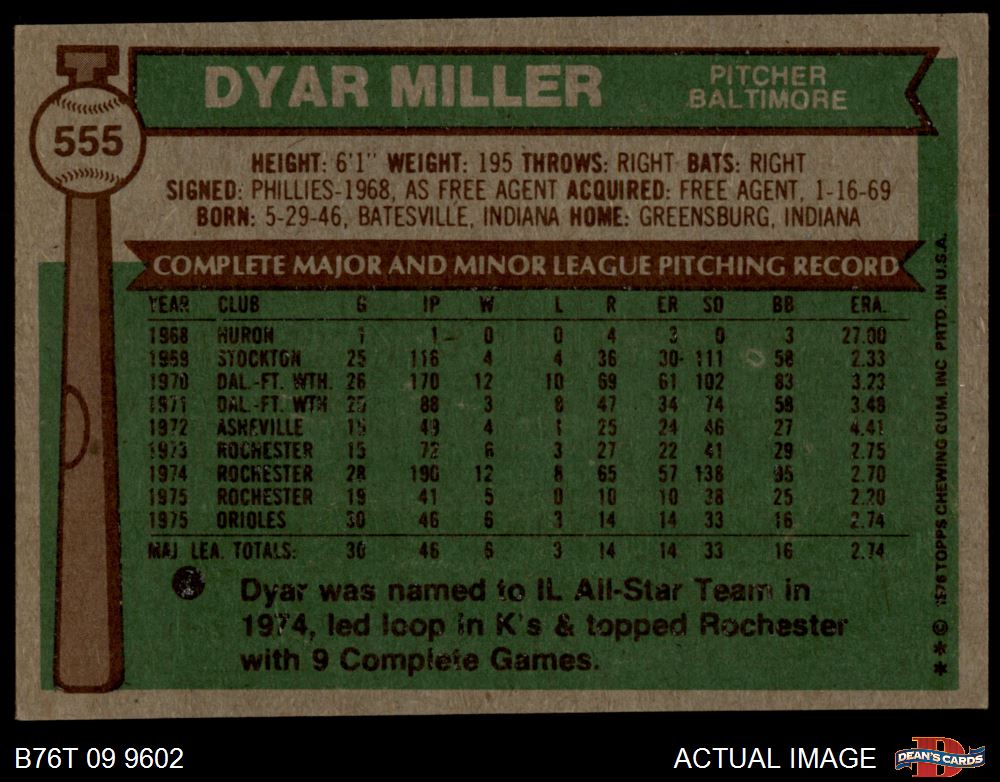 DYAR MILLER
PITCHER
BALTIMORE
555
HEIGHT: 6'1" WEIGHT: 195 THROWS: RIGHT BATS: RIGHT
SIGNED: PHILLIES-1968, AS FREE AGENT ACQUIRED: FREE AGENT, 1-16-69
BORN: 5-29-46, BATESVILLE, INDIANA HOME: GREENSBURG, INDIANA
COMPLETE MAJOR AND MINOR LEAGUE PITCHING RECORD
YEAR CLUB G IP W L R ER SO BB ERA.
1968 HURON 1 1 0 0 4 3 0 3 27.00
1969 STOCKTON 25 116 4 4 36 30 111 58 2.33
1970 DAL.-FT. WTH. 26 170 12 10 69 61 102 83 3.23
1971 DAL.-FT. WTH 88 3 8 47 34 74 58 3.48
1972 ASHEVILLE 49 4 1 25 24 46 27 4.41
1973 ROCHESTER 15 72 6 3 27 22 41 29 2.75
1974 ROCHESTER 28 190 12 8 65 57 138 95 2.70
1975 ROCHESTER 19 41 5 0 10 10 38 25 2.20
1975 ORIOLES 30 46 6 3 14 14 33 16 2.74
MAJ LEA. TOTALS: 30 46 6 3 14 14 33 16 2.74
Dyar was named to IL All-Star Team in
1974, led loop in K's & topped Rochester
with 9 Complete Games.
* * © 1976 TOPPS CHEWING GUM, INC PRTD. IN U.S.A.
B76T 09 9602
ACTUAL IMAGE
D
DEAN'S CARDS